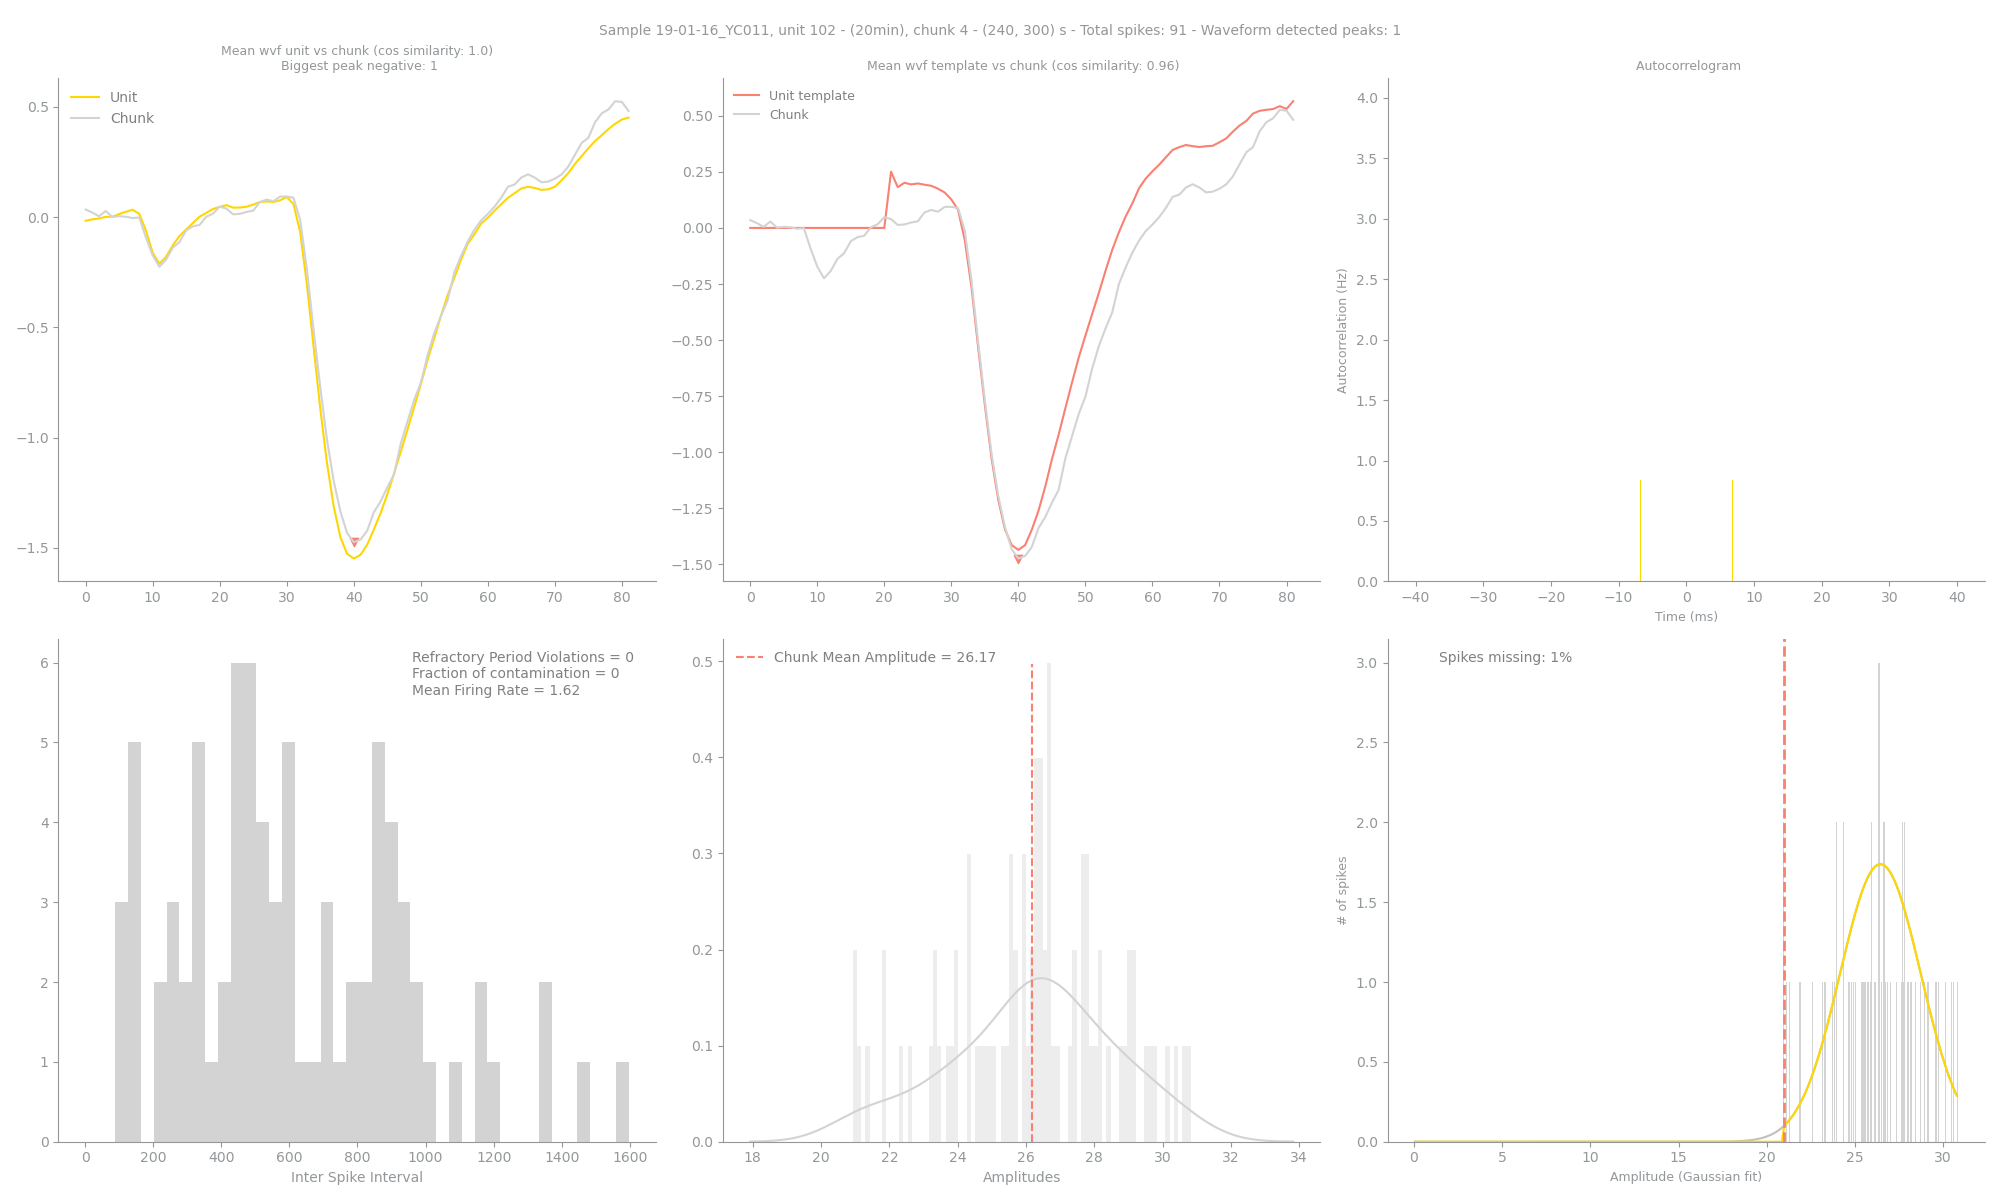 Sample 19-01-16_YC011, unit 102 - (20min), chunk 4 - (240, 300) s - Total spikes: 91 - Waveform detected peaks: 1
Mean wvf unit vs chunk (cos similarity: 1.0)
Biggest peak negative: 1
Unit
Chunk
0.5
0.0
−0.5
−1.0
−1.5
0 10 20 30 40 50 60 70 80
Mean wvf template vs chunk (cos similarity: 0.96)
Unit template
Chunk
0.50
0.25
0.00
−0.25
−0.50
−0.75
−1.00
−1.25
−1.50
0 10 20 30 40 50 60 70 80
Autocorrelogram
Autocorrelation (Hz)
4.0
3.5
3.0
2.5
2.0
1.5
1.0
0.5
0.0
−40 −30 −20 −10 0 10 20 30 40
Time (ms)
Refractory Period Violations = 0
Fraction of contamination = 0
Mean Firing Rate = 1.62
6
5
4
3
2
1
0
0 200 400 600 800 1000 1200 1400 1600
Inter Spike Interval
Chunk Mean Amplitude = 26.17
0.5
0.4
0.3
0.2
0.1
0.0
18 20 22 24 26 28 30 32 34
Amplitudes
Spikes missing: 1%
# of spikes
3.0
2.5
2.0
1.5
1.0
0.5
0.0
0 5 10 15 20 25 30
Amplitude (Gaussian fit)